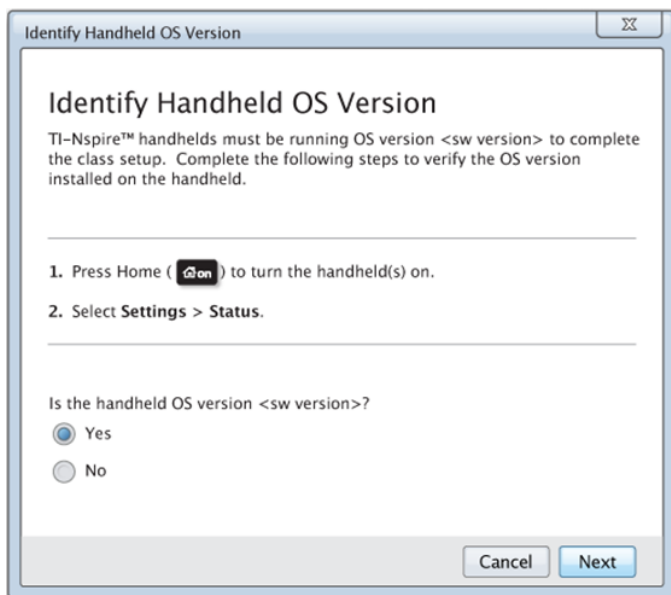 Identify Handheld OS Version
Identify Handheld OS Version
TI-Nspire™ handhelds must be running OS version <sw version> to complete
the class setup.  Complete the following steps to verify the OS version
installed on the handheld.
1. Press Home ( on ) to turn the handheld(s) on.
2. Select Settings > Status.
Is the handheld OS version <sw version>?
Yes
No
Cancel
Next